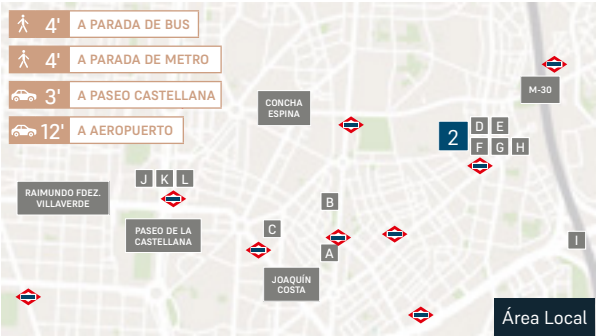 4' A PARADA DE BUS
4' A PARADA DE METRO
3' A PASEO CASTELLANA
12' A AEROPUERTO
M-30
CONCHA
ESPINA
2
D E
F G H
J K L
RAIMUNDO FDEZ.
VILLAVERDE
B
PASEO DE LA
CASTELLANA
C
A
I
JOAQUÍN
COSTA
Área Local